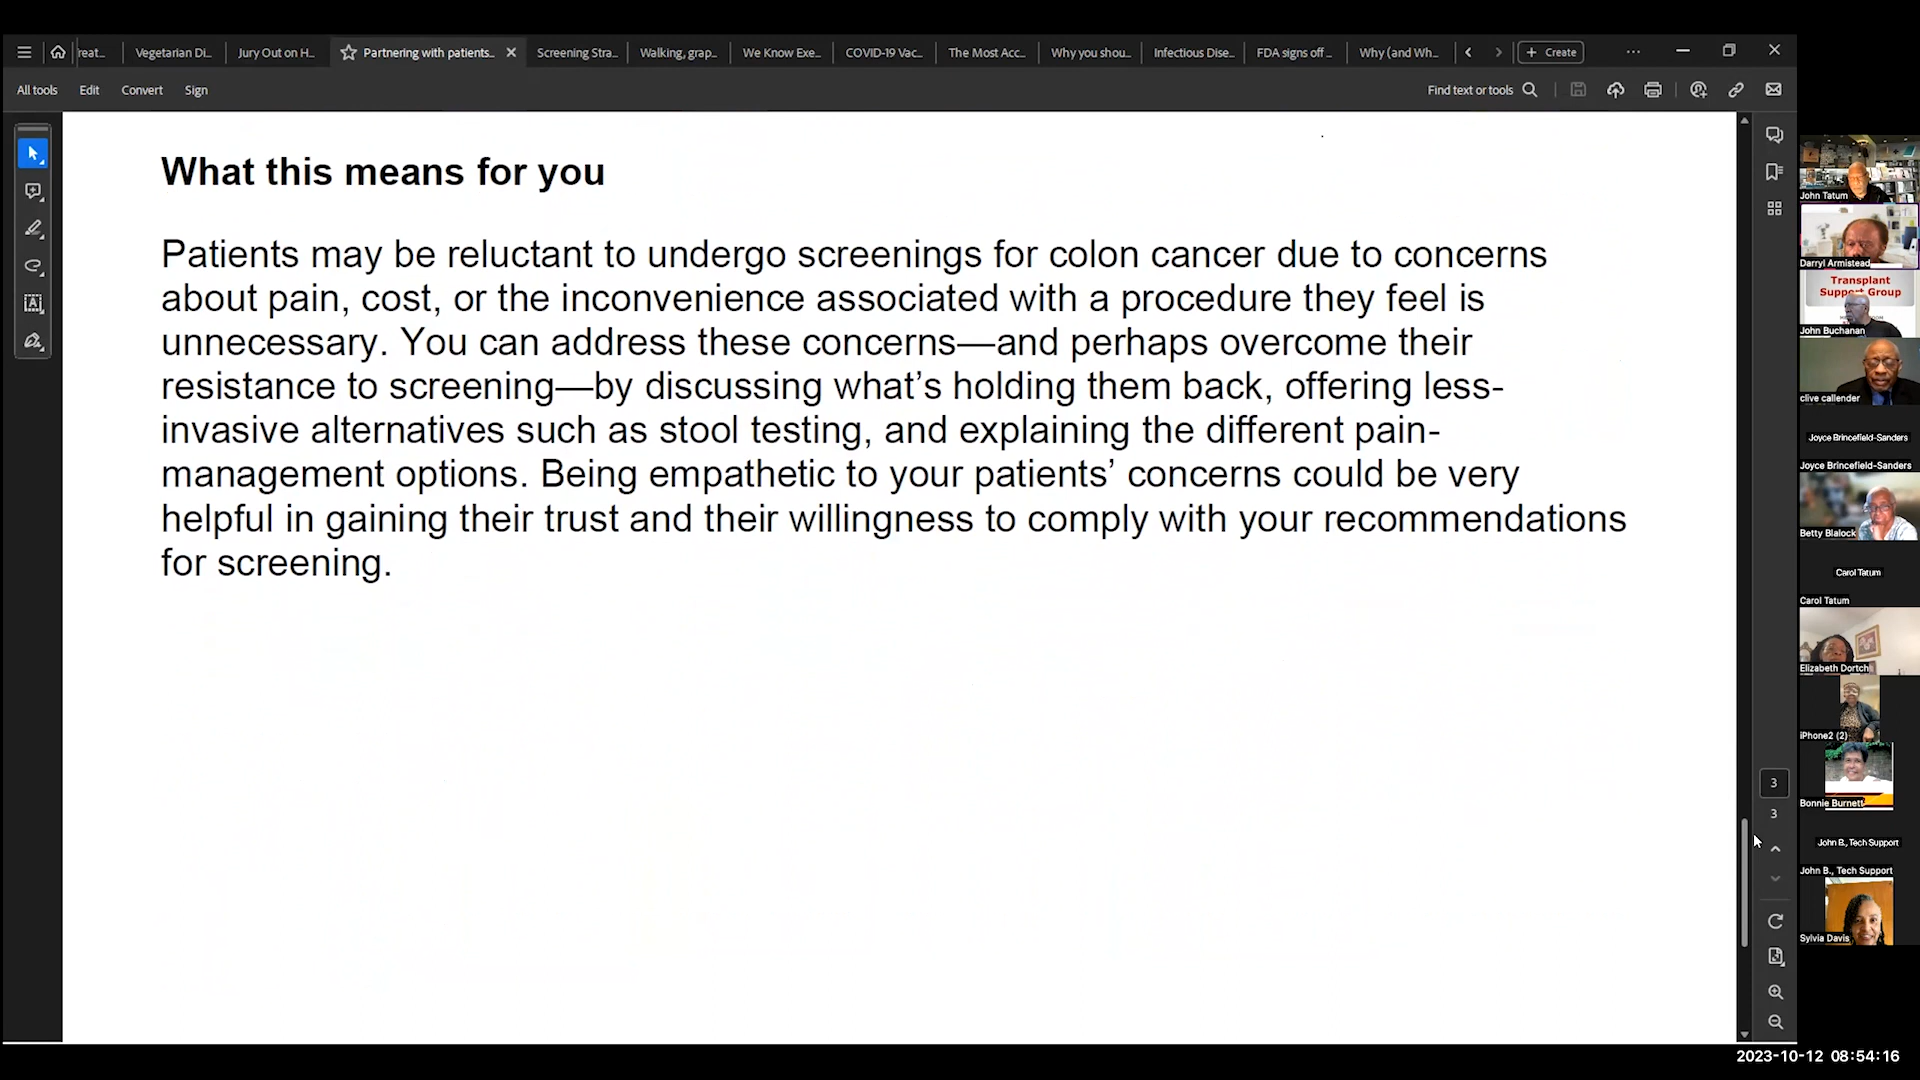 reat...
Vegetarian Di...
Jury Out on H...
Partnering with patients...
Screening Stra...
Walking, grap...
We Know Exe...
COVID-19 Vac...
The Most Acc...
Why you shou...
Infectious Dise...
FDA signs off ...
Why (and Wh...
+ Create
All tools
Edit
Convert
Sign
Find text or tools
What this means for you
Patients may be reluctant to undergo screenings for colon cancer due to concerns
about pain, cost, or the inconvenience associated with a procedure they feel is
unnecessary. You can address these concerns—and perhaps overcome their
resistance to screening—by discussing what’s holding them back, offering less-
invasive alternatives such as stool testing, and explaining the different pain-
management options. Being empathetic to your patients’ concerns could be very
helpful in gaining their trust and their willingness to comply with your recommendations
for screening.
3
3
John Tatum
Darryl Armistead
Transplant
Support Group
John Buchanan
clive callender
Joyce Brincefield-Sanders
Joyce Brincefield-Sanders
Betty Blalock
Carol Tatum
Carol Tatum
Elizabeth Dortch
iPhone2 (2)
Bonnie Burnett
John B., Tech Support
John B., Tech Support
Sylvia Davis
2023-10-12 08:54:16